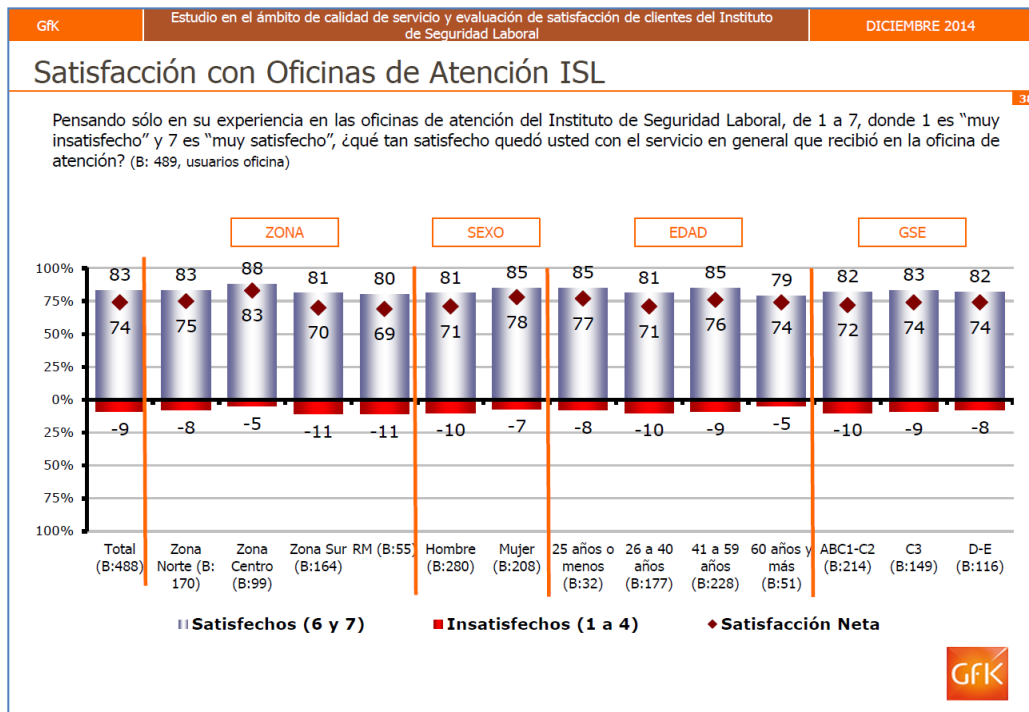 GfK
Estudio en el ámbito de calidad de servicio y evaluación de satisfacción de clientes del Instituto
de Seguridad Laboral
DICIEMBRE 2014
Satisfacción con Oficinas de Atención ISL
38
Pensando sólo en su experiencia en las oficinas de atención del Instituto de Seguridad Laboral, de 1 a 7, donde 1 es “muy
insatisfecho” y 7 es “muy satisfecho”, ¿qué tan satisfecho quedó usted con el servicio en general que recibió en la oficina de
atención? (B: 489, usuarios oficina)
ZONA SEXO EDAD GSE
100%
83 83 88 81 80 81 85 85 81 85 79 82 83 82
75%
74 75 83 70 69 71 78 77 71 76 74 72 74 74
50%
25%
0%
-9 -8 -5 -11 -11 -10 -7 -8 -10 -9 -5 -10 -9 -8
25%
50%
75%
100%
Total Zona Zona Zona Sur RM (B:55) Hombre Mujer 25 años o 26 a 40 41 a 59 60 años y ABC1-C2 C3 D-E
(B:488) Norte (B: Centro (B:164) (B:280) (B:208) menos años años más (B:214) (B:149) (B:116)
170) (B:99) (B:32) (B:177) (B:228) (B:51)
Satisfechos (6 y 7) Insatisfechos (1 a 4) Satisfacción Neta
GfK